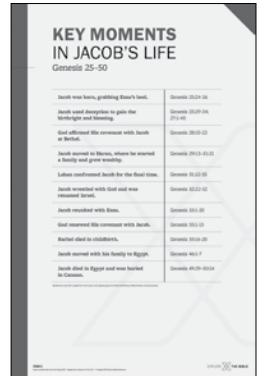 KEY MOMENTS
IN JACOB'S LIFE
Genesis 25–50
Jacob was born, grabbing Esau's heel. Genesis 25:24-26
Jacob used deception to gain the Genesis 25:29-34;
birthright and blessing. 27:1-40
God affirmed His covenant with Jacob Genesis 28:10-22
at Bethel.
Jacob moved to Haran, where he started Genesis 29:13–31:21
a family and grew wealthy.
Laban confronted Jacob for the final time. Genesis 31:22-55
Jacob wrestled with God and was Genesis 32:22-32
renamed Israel.
Jacob reunited with Esau. Genesis 33:1-20
God renewed His covenant with Jacob. Genesis 35:1-15
Rachel died in childbirth. Genesis 35:16-20
Jacob moved with his family to Egypt. Genesis 46:1-7
Jacob died in Egypt and was buried Genesis 49:29–50:14
in Canaan.
EXPLORE THE BIBLE